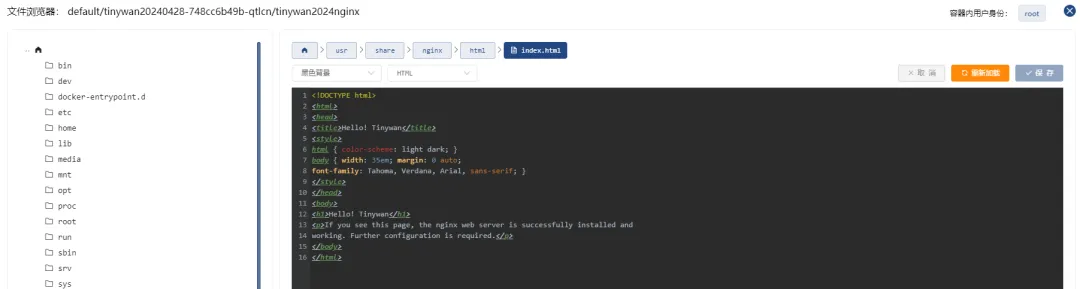 文件浏览器： default/tinywan20240428-748cc6b49b-qtlcn/tinywan2024nginx
容器内用户身份： root
usr share nginx html index.html
黑色背景 HTML
取 消 重新加载 保 存
bin
dev
docker-entrypoint.d
etc
home
lib
media
mnt
opt
proc
root
run
sbin
srv
sys
1 <!DOCTYPE html>
2 <html>
3 <head>
4 <title>Hello! Tinywan</title>
5 <style>
6 html { color-scheme: light dark; }
7 body { width: 35em; margin: 0 auto;
8 font-family: Tahoma, Verdana, Arial, sans-serif; }
9 </style>
10 </head>
11 <body>
12 <h1>Hello! Tinywan</h1>
13 <p>If you see this page, the nginx web server is successfully installed and
14 working. Further configuration is required.</p>
15 </body>
16 </html>